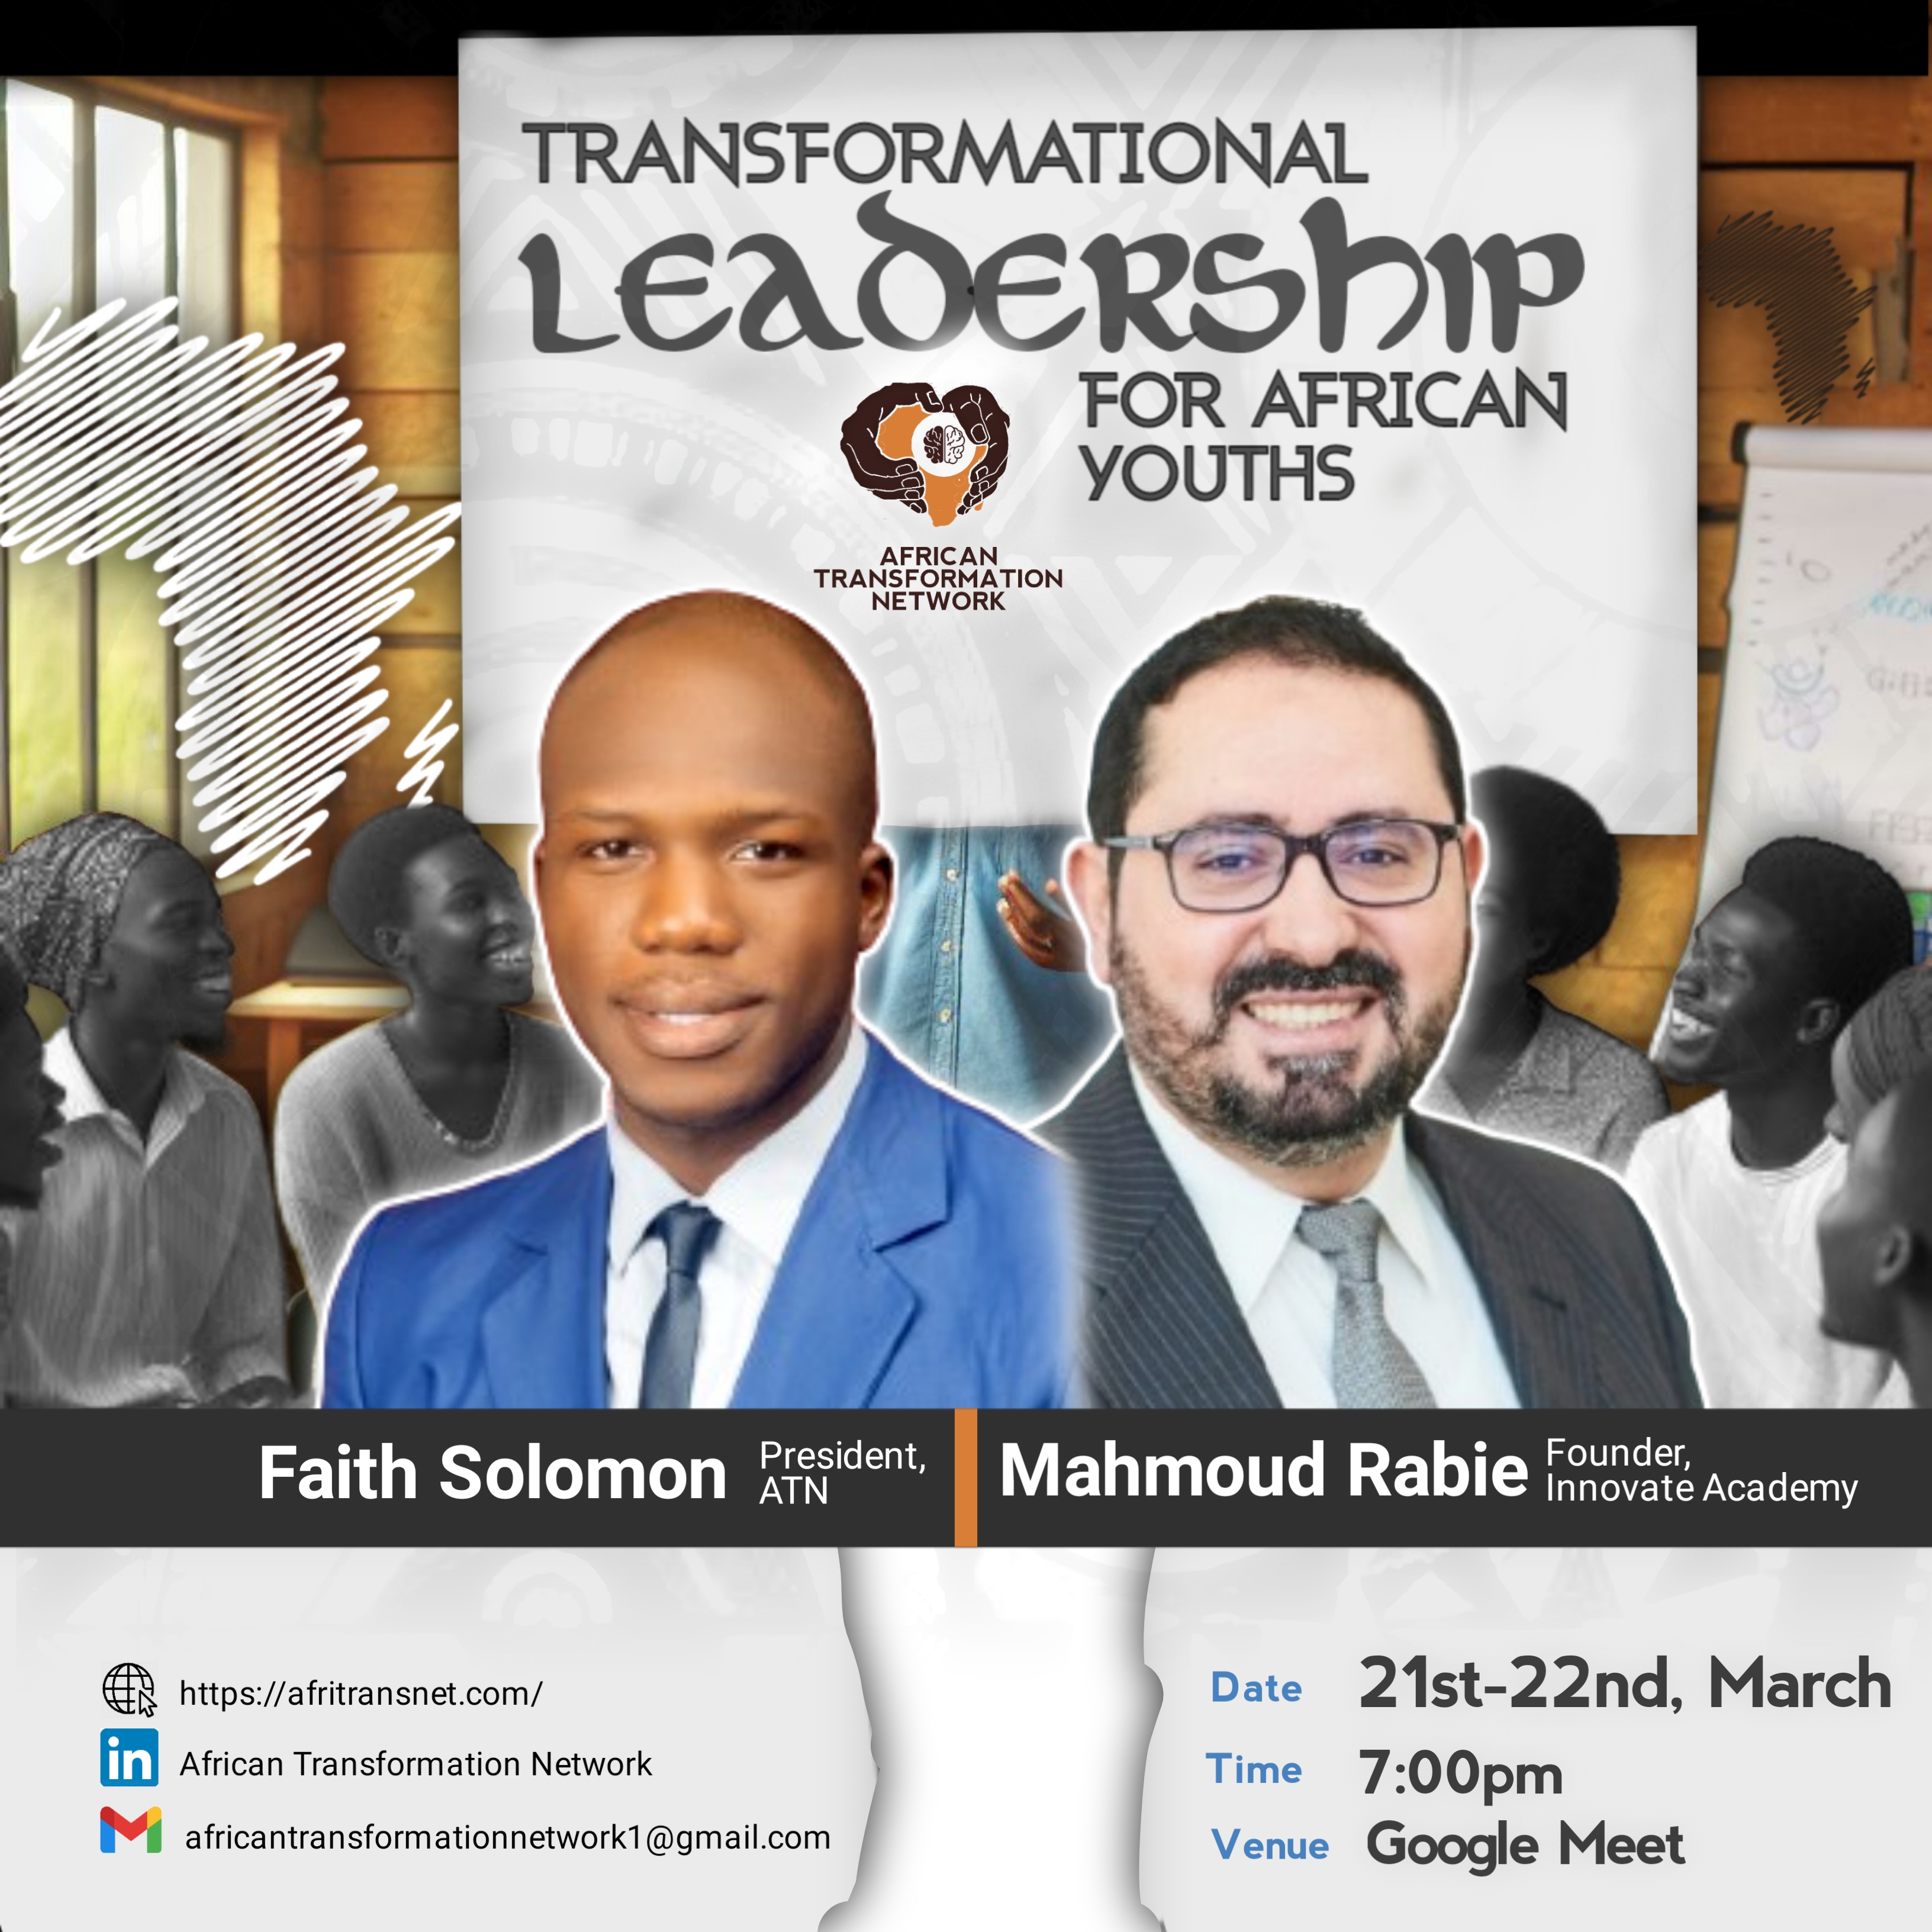 TRANSFORMATIONAL
LEADERSHIP
FOR AFRICAN
YOUTHS
AFRICAN
TRANSFORMATION
NETWORK
Faith Solomon
President,
ATN
Mahmoud Rabie
Founder,
Innovate Academy
https://afritransnet.com/
in African Transformation Network
africantransformationnetwork1@gmail.com
Date 21st-22nd, March
Time 7:00pm
Venue Google Meet